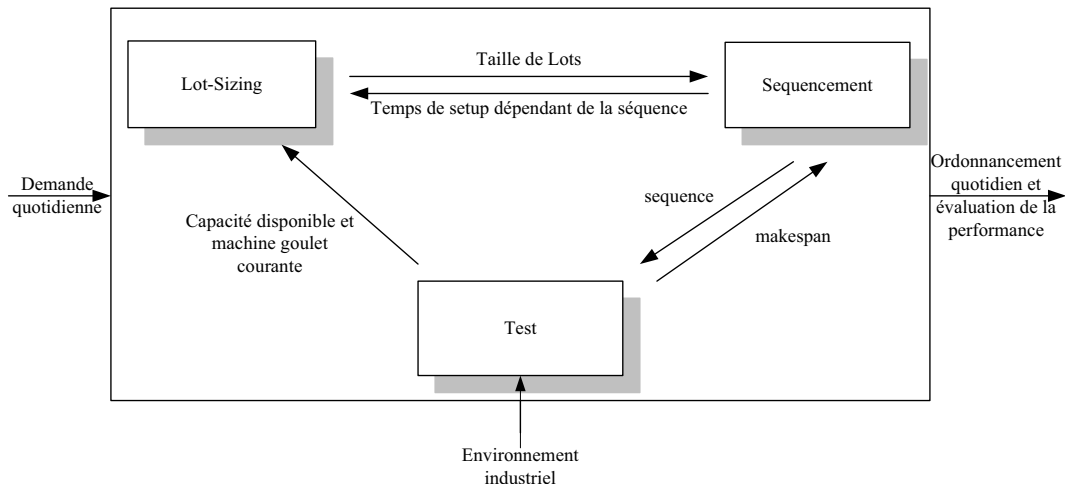 Taille de Lots
Lot-Sizing
Sequencement
Temps de setup dépendant de la séquence
Demande
quotidienne
Ordonnancement
quotidien et
évaluation de la
performance
sequence
Capacité disponible et
machine goulet
courante
makespan
Test
Environnement
industriel